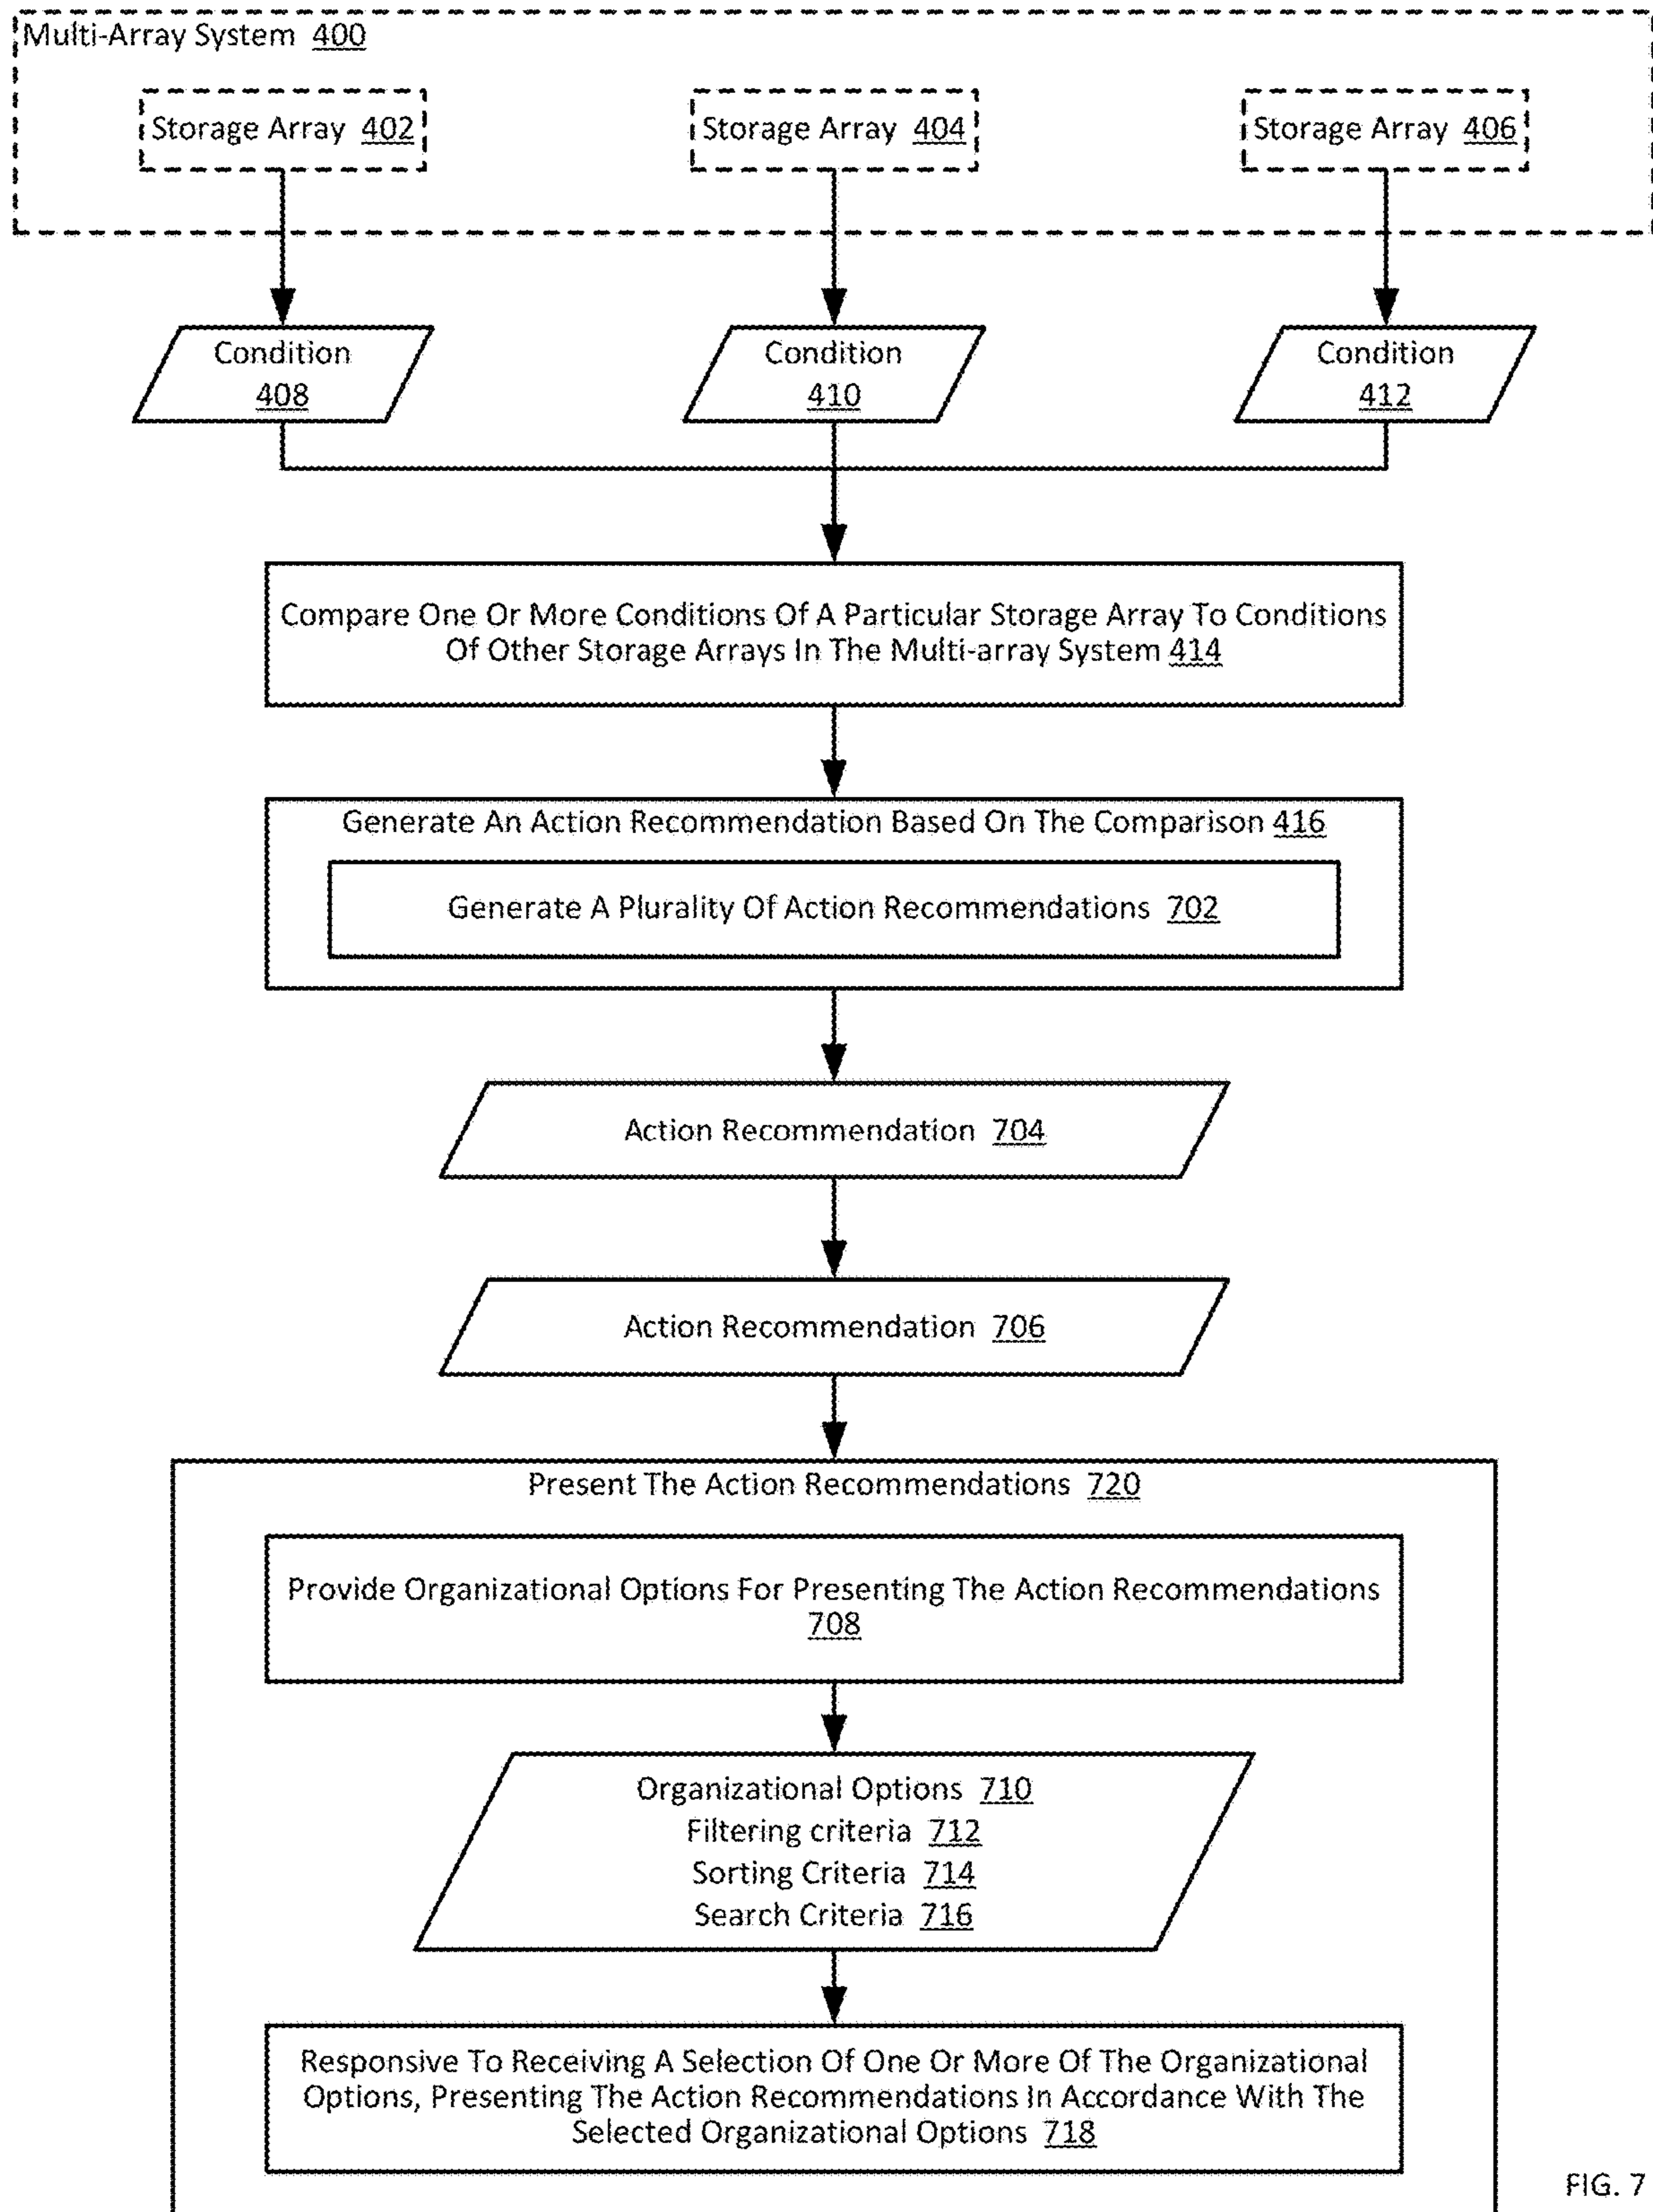 Multi-Array System 400
Storage Array 402
Storage Array 404
Storage Array 406
Condition
408
Condition
410
Condition
412
Compare One Or More Conditions Of A Particular Storage Array To Conditions
Of Other Storage Arrays In The Multi-array System 414
Generate An Action Recommendation Based On The Comparison 416
Generate A Plurality Of Action Recommendations 702
Action Recommendation 704
Action Recommendation 706
Present The Action Recommendations 720
Provide Organizational Options For Presenting The Action Recommendations
708
Organizational Options 710
Filtering criteria 712
Sorting Criteria 714
Search Criteria 716
Responsive To Receiving A Selection Of One Or More Of The Organizational
Options, Presenting The Action Recommendations In Accordance With The
Selected Organizational Options 718
FIG. 7